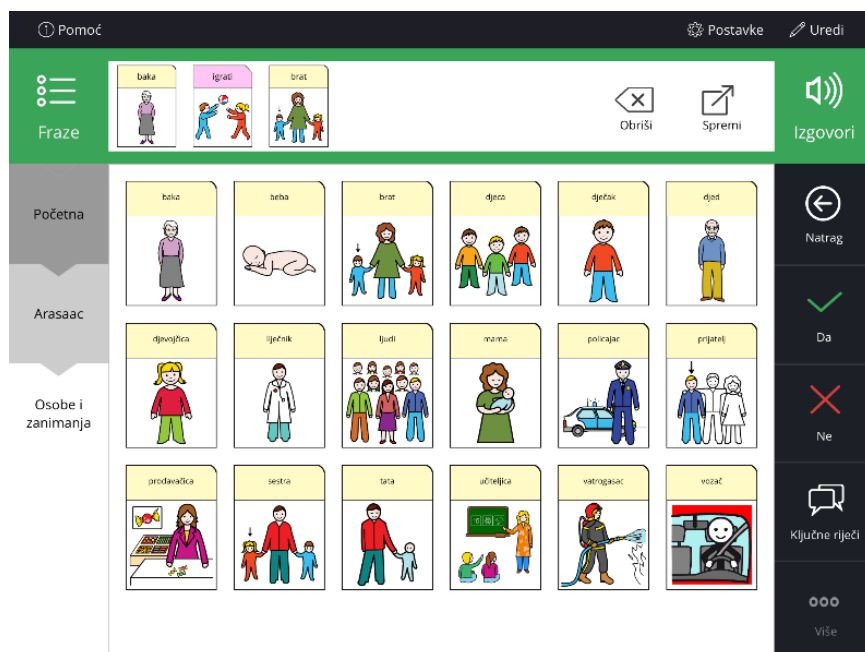 Pomoć
Postavke
Uredi
Fraze
baka
igrati
brat
Obriši
Spremi
Izgovori
Početna
Arasaac
Osobe i
zanimanja
baka
beba
brat
djeca
dječak
djed
djevojčica
liječnik
ljudi
mama
policajac
prijatelj
prodavačica
sestra
tata
učiteljica
vatrogasac
vozač
Natrag
Da
Ne
Ključne riječi
Više